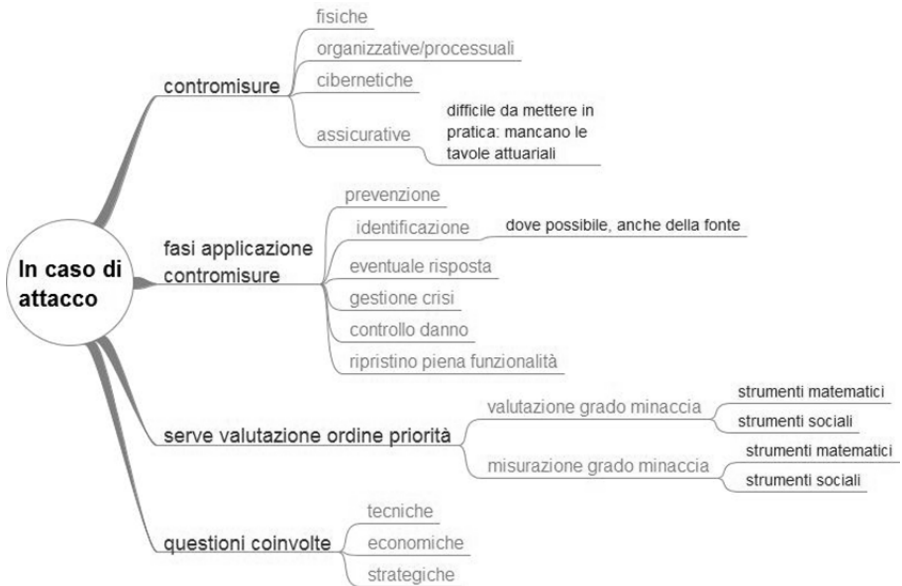 In caso di
attacco
contromisure
fisiche
organizzative/processuali
cibernetiche
assicurative
difficile da mettere in
pratica: mancano le
tavole attuariali
fasi applicazione
contromisure
prevenzione
identificazione
dove possibile, anche della fonte
eventuale risposta
gestione crisi
controllo danno
ripristino piena funzionalità
serve valutazione ordine priorità
valutazione grado minaccia
strumenti matematici
strumenti sociali
misurazione grado minaccia
strumenti matematici
strumenti sociali
questioni coinvolte
tecniche
economiche
strategiche